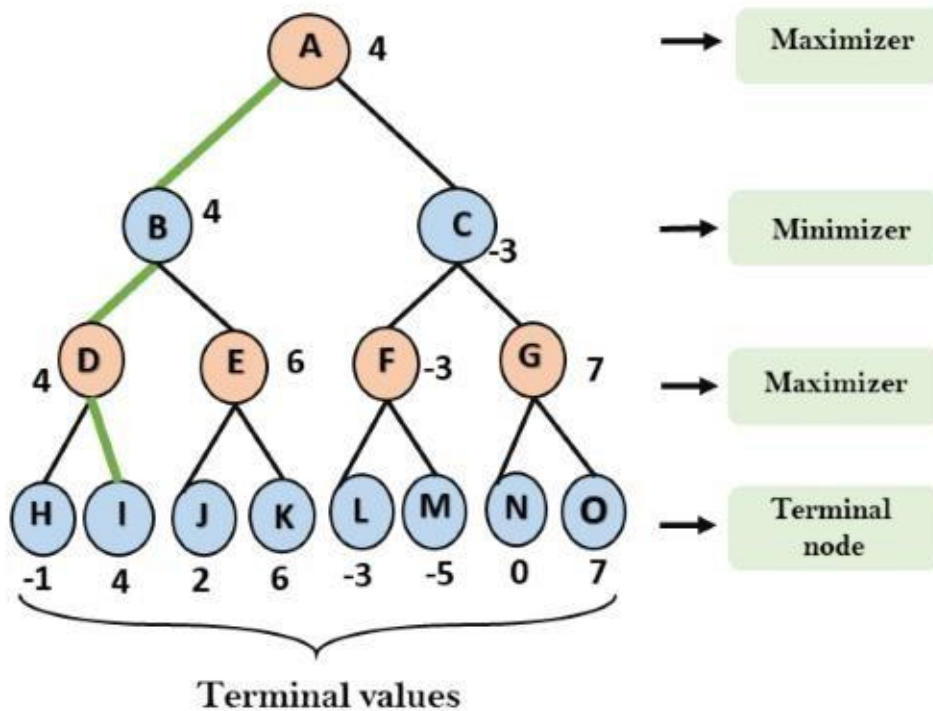 A 4 Maximizer
B 4 C -3 Minimizer
D 4 E 6 F -3 G 7 Maximizer
H I J K L M N O Terminal
node
-1 4 2 6 -3 -5 0 7
Terminal values